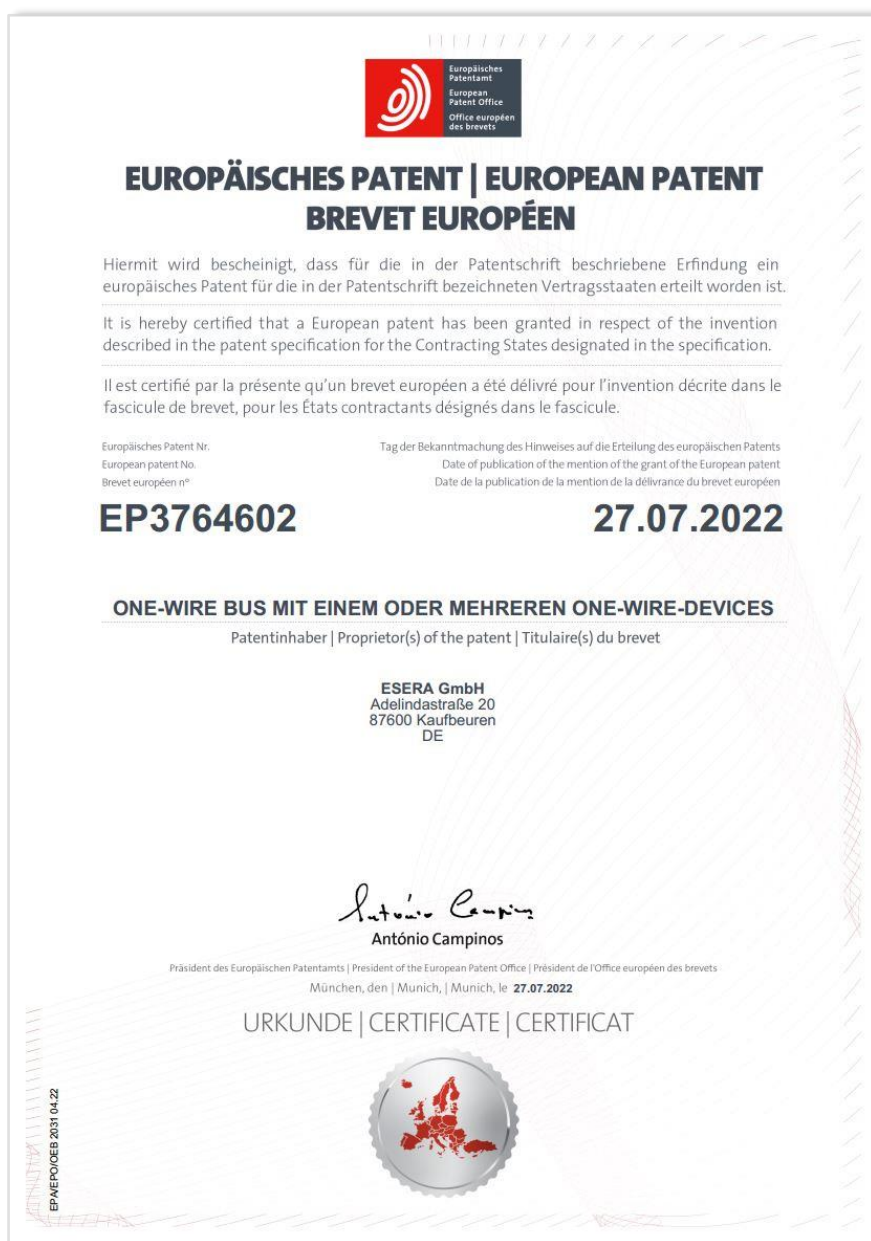 Europäisches
Patentamt
European
Patent Office
Office européen
des brevets
EUROPÄISCHES PATENT | EUROPEAN PATENT
BREVET EUROPÉEN
Hiermit wird bescheinigt, dass für die in der Patentschrift beschriebene Erfindung ein
europäisches Patent für die in der Patentschrift bezeichneten Vertragsstaaten erteilt worden ist.
It is hereby certified that a European patent has been granted in respect of the invention
described in the patent specification for the Contracting States designated in the specification.
Il est certifié par la présente qu'un brevet européen a été délivré pour l'invention décrite dans le
fascicule de brevet, pour les États contractants désignés dans le fascicule.
Europäisches Patent Nr.
European patent No.
Brevet européen nº
Tag der Bekanntmachung des Hinweises auf die Erteilung des europäischen Patents
Date of publication of the mention of the grant of the European patent
Date de la publication de la mention de la délivrance du brevet européen
EP3764602
27.07.2022
ONE-WIRE BUS MIT EINEM ODER MEHREREN ONE-WIRE-DEVICES
Patentinhaber | Proprietor(s) of the patent | Titulaire(s) du brevet
ESERA GmbH
Adelindastraße 20
87600 Kaufbeuren
DE
António Campinos
António Campinos
Präsident des Europäischen Patentamts | President of the European Patent Office | Président de l'Office européen des brevets
München, den | Munich, | Munich, le 27.07.2022
URKUNDE | CERTIFICATE | CERTIFICAT
EPA/EPO/OEB 2031 04.22